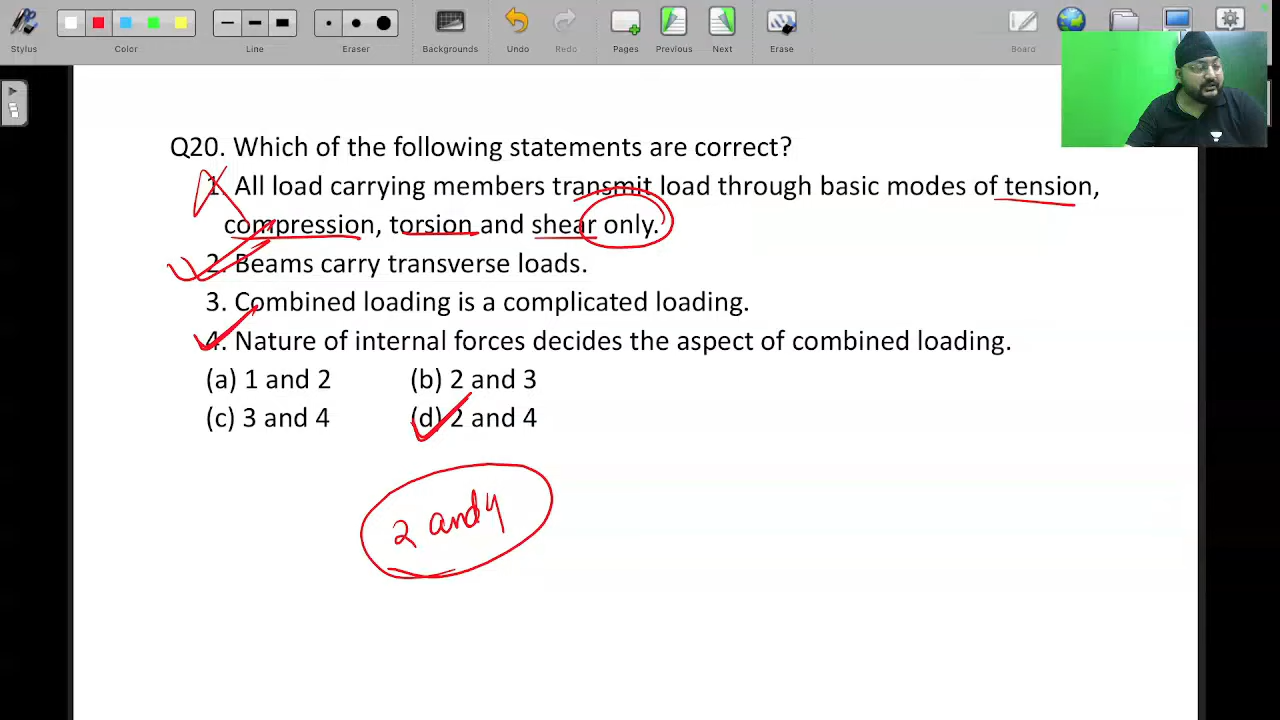 Stylus
Color
Line
Eraser
Backgrounds
Undo
Redo
Pages
Previous
Next
Erase
Board
Q20. Which of the following statements are correct?
1. All load carrying members transmit load through basic modes of tension,
compression, torsion and shear only.
2. Beams carry transverse loads.
3. Combined loading is a complicated loading.
4. Nature of internal forces decides the aspect of combined loading.
(a) 1 and 2 (b) 2 and 3
(c) 3 and 4 (d) 2 and 4
2 and 4